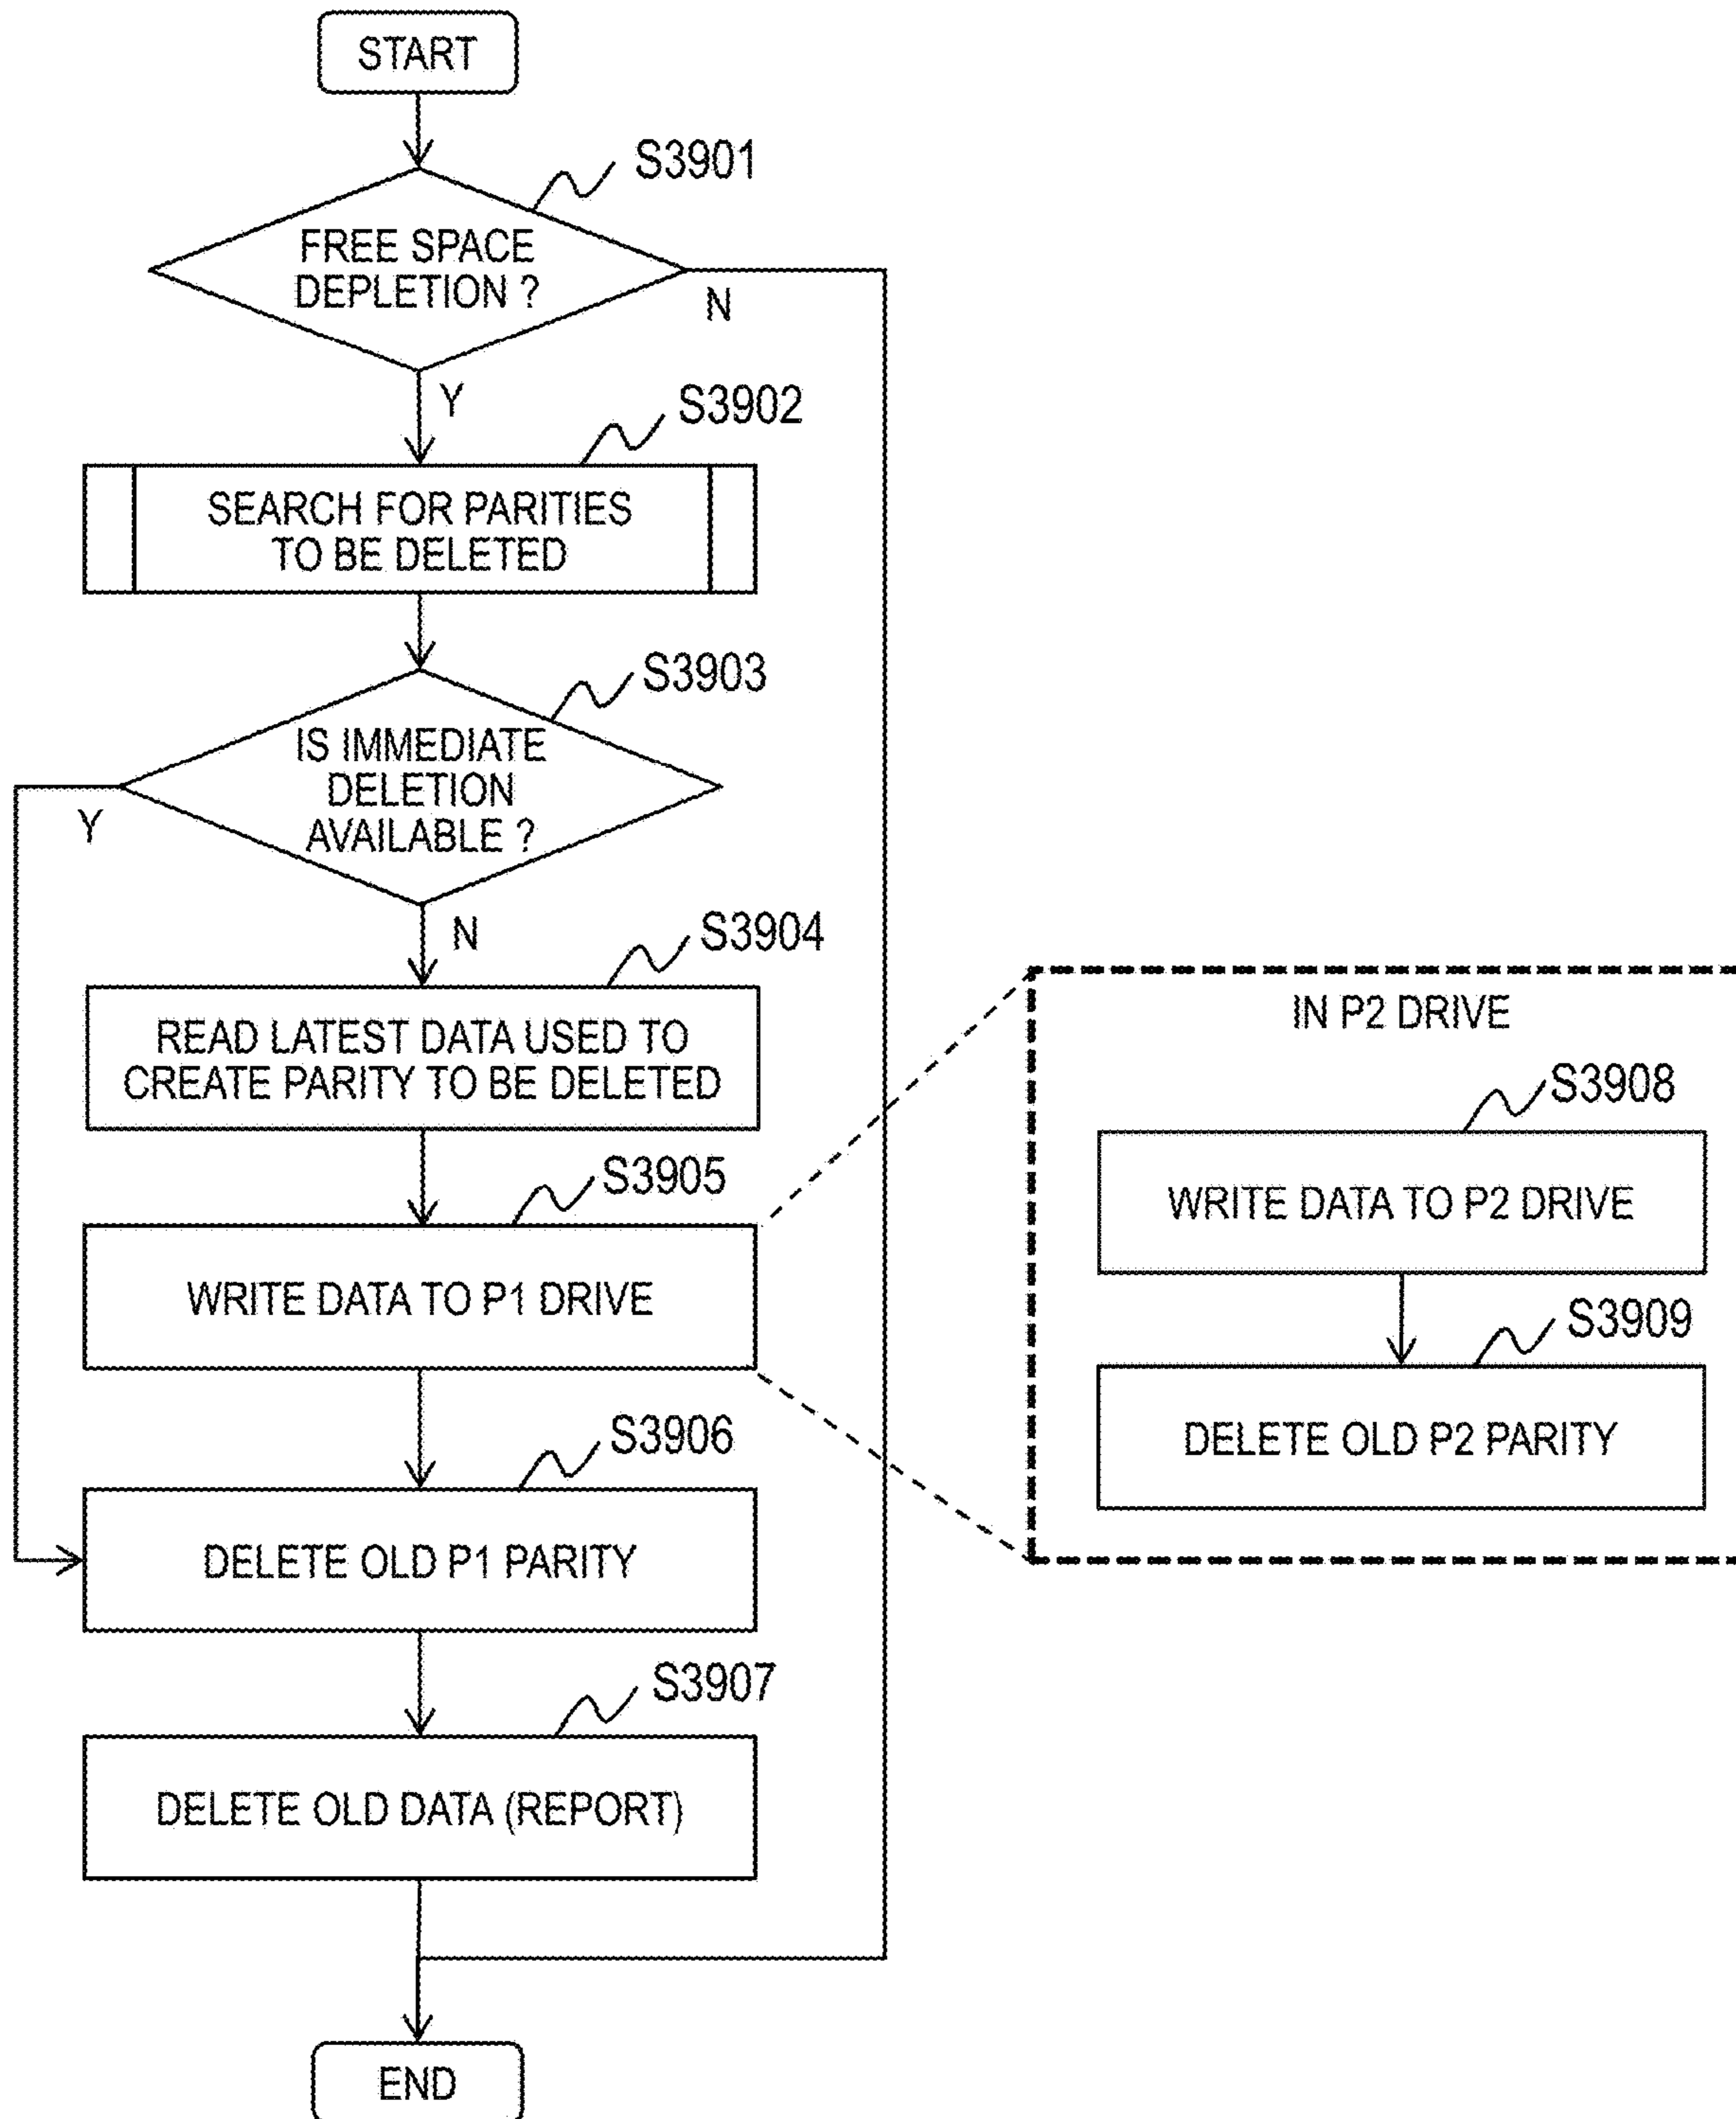 START
S3901
FREE SPACE
DEPLETION ?
N
Y
S3902
SEARCH FOR PARITIES
TO BE DELETED
S3903
IS IMMEDIATE
DELETION
AVAILABLE ?
Y
N
S3904
READ LATEST DATA USED TO
CREATE PARITY TO BE DELETED
S3905
WRITE DATA TO P1 DRIVE
S3906
DELETE OLD P1 PARITY
S3907
DELETE OLD DATA (REPORT)
END
IN P2 DRIVE
S3908
WRITE DATA TO P2 DRIVE
S3909
DELETE OLD P2 PARITY